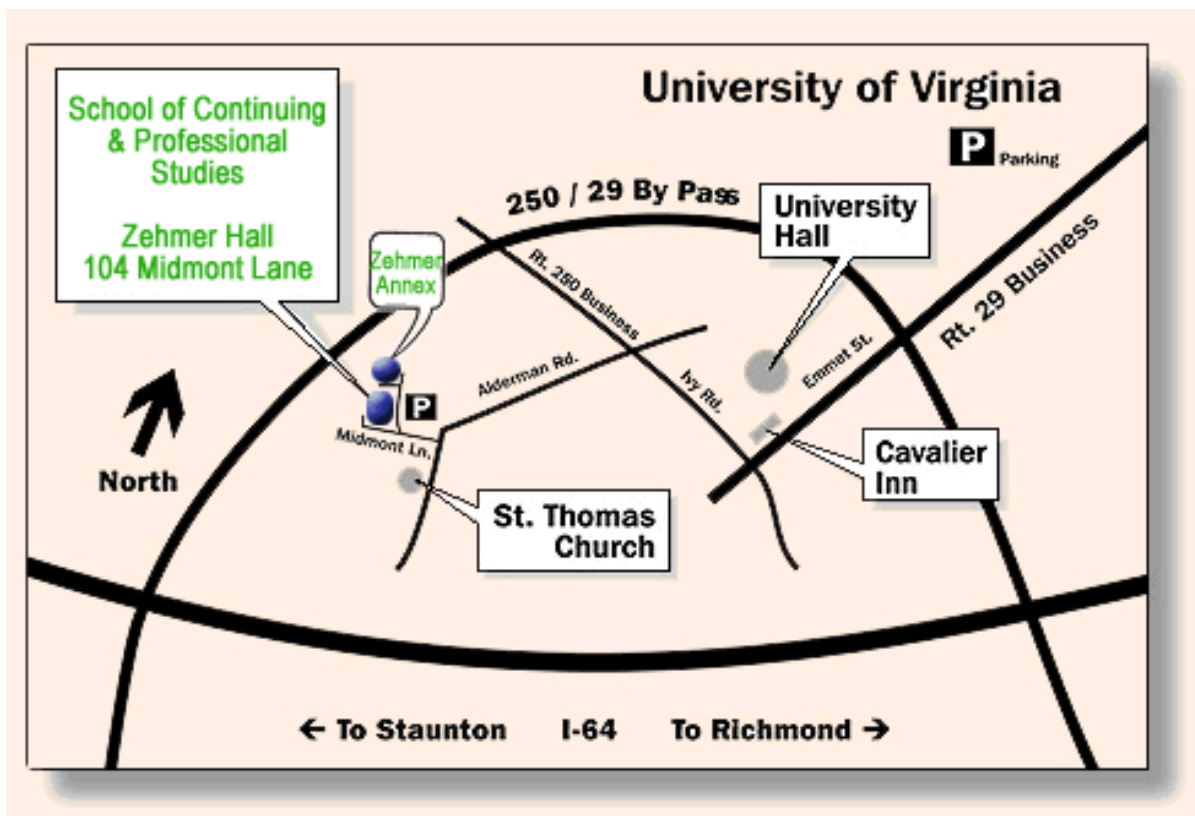 University of Virginia
P Parking
School of Continuing
& Professional
Studies
Zehmer Hall
104 Midmont Lane
Zehmer
Annex
250 / 29 By Pass
University
Hall
Rt. 250 Business
Rt. 29 Business
Emmet St.
Alderman Rd.
Ivy Rd.
P
Midmont Ln.
North
Cavalier
Inn
St. Thomas
Church
← To Staunton I-64 To Richmond →